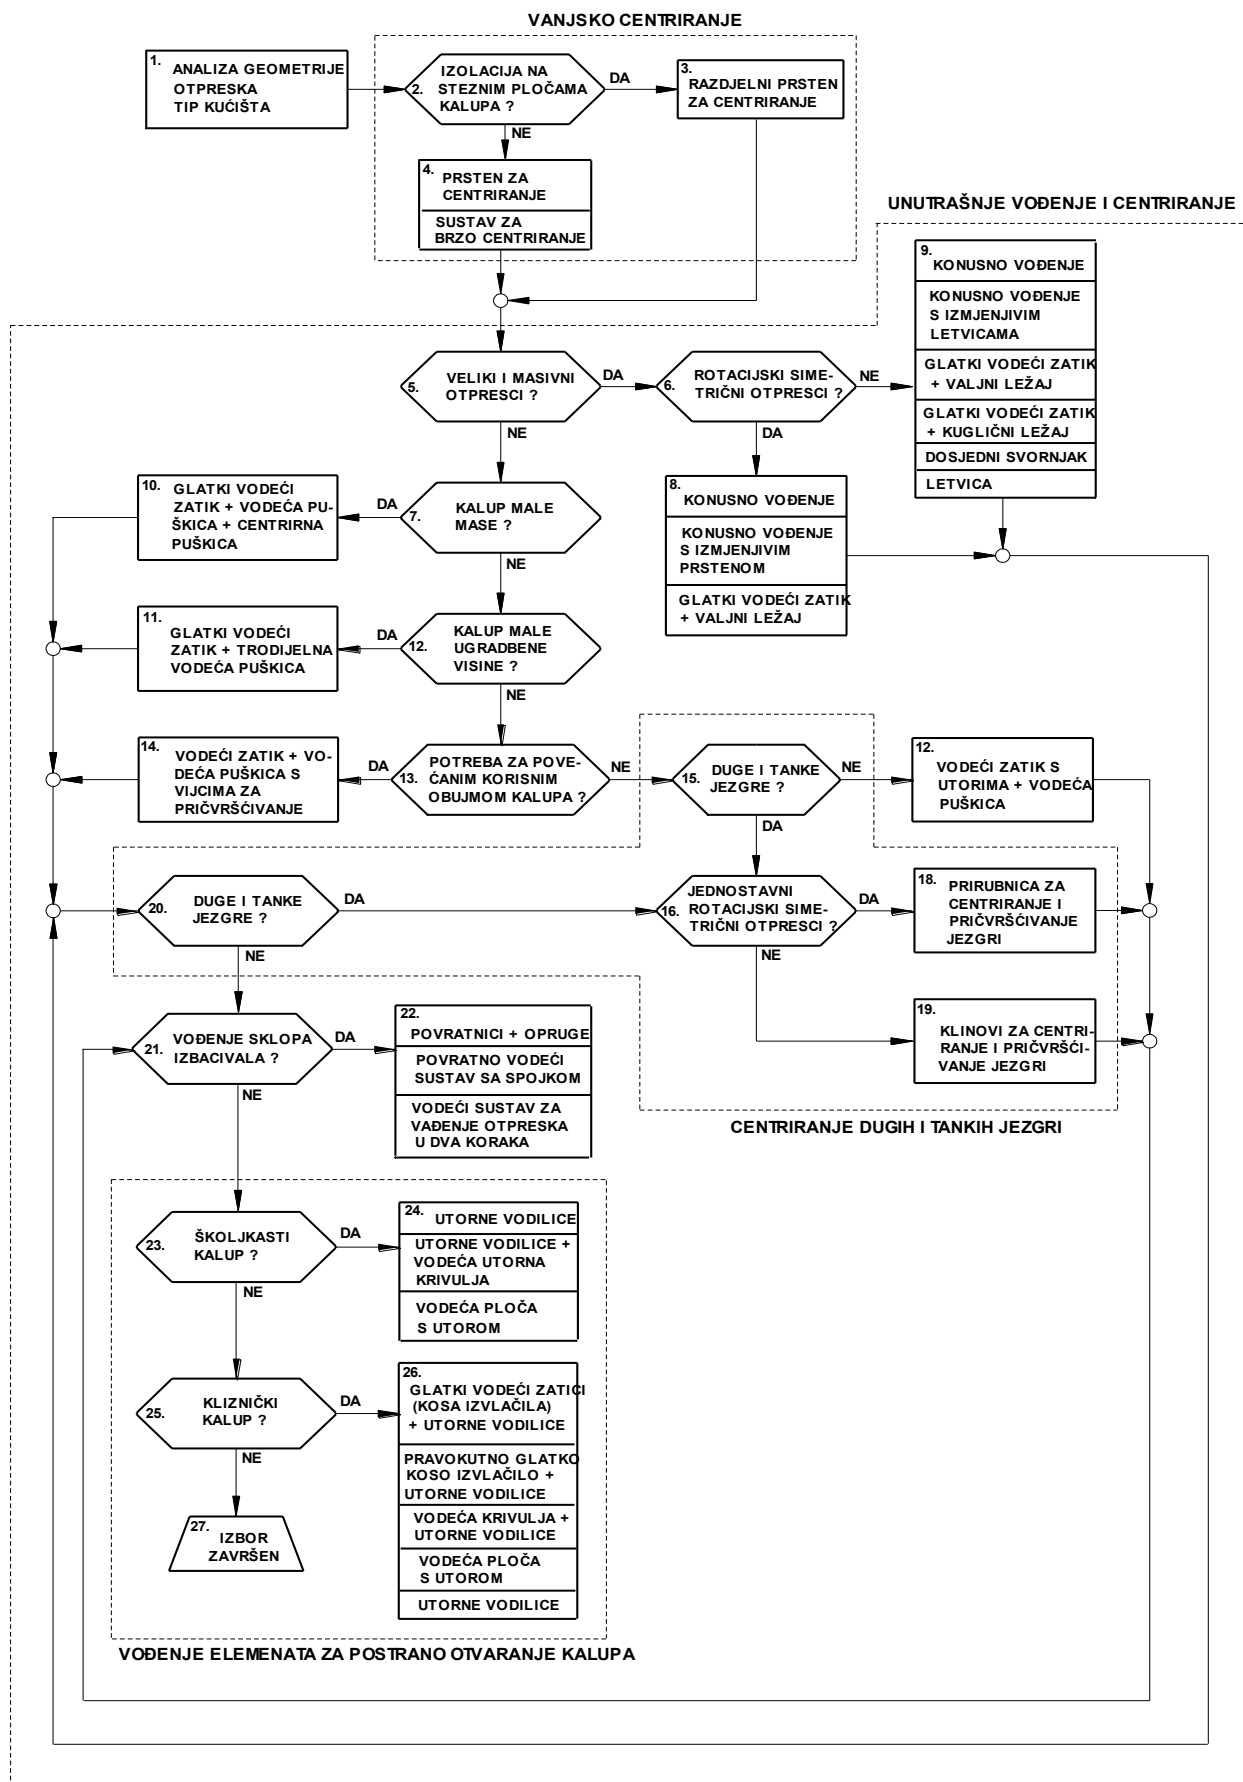 VANJSKO CENTRIRANJE
1.
ANALIZA GEOMETRIJE
OTPRESKA
TIP KUĆIŠTA
2.
IZOLACIJA NA
STEZNIM PLOČAMA
KALUPA ?
DA
NE
3.
RAZDJELNI PRSTEN
ZA CENTRIRANJE
4.
PRSTEN ZA
CENTRIRANJE
SUSTAV ZA
BRZO CENTRIRANJE
UNUTRAŠNJE VOĐENJE I CENTRIRANJE
5.
VELIKI I MASIVNI
OTPRESCI ?
DA
NE
6.
ROTACIJSKI SIME-
TRIČNI OTPRESCI ?
NE
DA
9.
KONUSNO VOĐENJE
KONUSNO VOĐENJE
S IZMJENJIVIM
LETVICAMA
GLATKI VODEĆI ZATIK
+ VALJNI LEŽAJ
GLATKI VODEĆI ZATIK
+ KUGLIČNI LEŽAJ
DOSJEDNI SVORNJAK
LETVICA
8.
KONUSNO VOĐENJE
KONUSNO VOĐENJE
S IZMJENJIVIM
PRSTENOM
GLATKI VODEĆI ZATIK
+ VALJNI LEŽAJ
7.
KALUP MALE
MASE ?
DA
NE
10.
GLATKI VODEĆI
ZATIK + VODEĆA PU-
ŠKICA + CENTRIRNA
PUŠKICA
12.
KALUP MALE
UGRADBENE
VISINE ?
DA
NE
11.
GLATKI VODEĆI
ZATIK + TRODIJELNA
VODEĆA PUŠKICA
13.
POTREBA ZA POVE-
ĆANIM KORISNIM
OBUJMOM KALUPA ?
DA
NE
14.
VODEĆI ZATIK + VO-
DEĆA PUŠKICA S
VIJCIMA ZA
PRIČVRŠĆIVANJE
15.
DUGE I TANKE
JEZGRE ?
NE
DA
12.
VODEĆI ZATIK S
UTORIMA + VODEĆA
PUŠKICA
20.
DUGE I TANKE
JEZGRE ?
DA
NE
16.
JEDNOSTAVNI
ROTACIJSKI SIME-
TRIČNI OTPRESCI ?
DA
NE
18.
PRIRUBNICA ZA
CENTRIRANJE I
PRIČVRŠĆIVANJE
JEZGRI
19.
KLINOVI ZA CENTRI-
RANJE I PRIČVRŠĆI-
VANJE JEZGRI
CENTRIRANJE DUGIH I TANKIH JEZGRI
21.
VOĐENJE SKLOPA
IZBACIVALA ?
DA
NE
22.
POVRATNICI + OPRUGE
POVRATNO VODEĆI
SUSTAV SA SPOJKOM
VODEĆI SUSTAV ZA
VAĐENJE OTPRESKA
U DVA KORAKA
23.
ŠKOLJKASTI
KALUP ?
DA
NE
24.
UTORNE VODILICE
UTORNE VODILICE +
VODEĆA UTORNA
KRIVULJA
VODEĆA PLOČA
S UTOROM
25.
KLIZNIČKI
KALUP ?
DA
NE
26.
GLATKI VODEĆI ZATICI
(KOSA IZVLAČILA)
+ UTORNE VODILICE
PRAVOKUTNO GLATKO
KOSO IZVLAČILO +
UTORNE VODILICE
VODEĆA KRIVULJA +
UTORNE VODILICE
VODEĆA PLOČA
S UTOROM
UTORNE VODILICE
27.
IZBOR
ZAVRŠEN
VOĐENJE ELEMENATA ZA POSTRANO OTVARANJE KALUPA